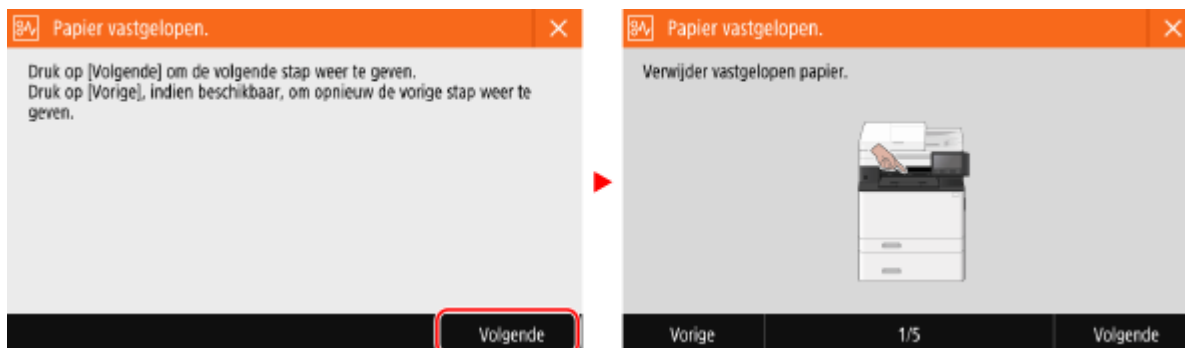 Papier vastgelopen.
Druk op [Volgende] om de volgende stap weer te geven.
Druk op [Vorige], indien beschikbaar, om opnieuw de vorige stap weer te
geven.
Volgende
Papier vastgelopen.
Verwijder vastgelopen papier.
Vorige
1/5
Volgende